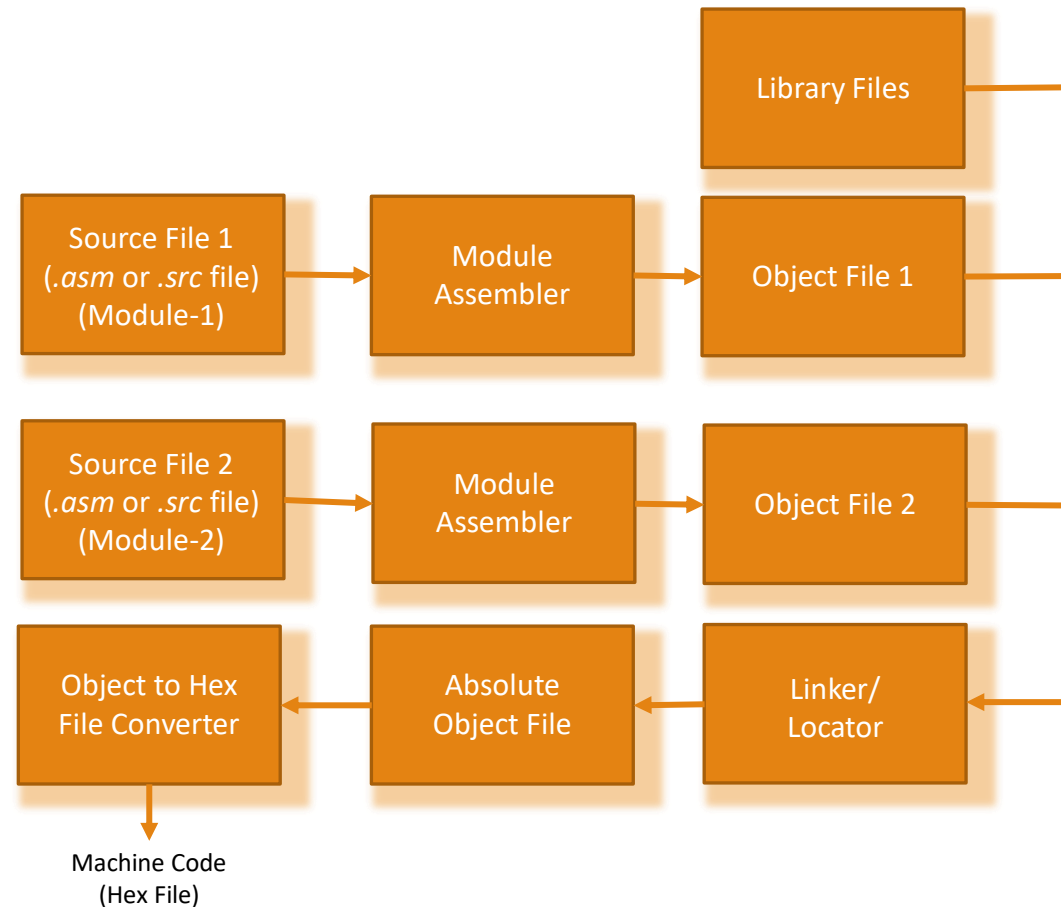 Library Files
Source File 1
(.asm or .src file)
(Module-1)
Module
Assembler
Object File 1
Source File 2
(.asm or .src file)
(Module-2)
Module
Assembler
Object File 2
Object to Hex
File Converter
Absolute
Object File
Linker/
Locator
Machine Code
(Hex File)